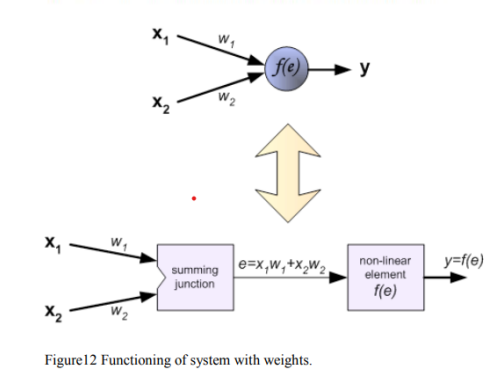 x₁ w₁
f(e) y
x₂ w₂
x₁ w₁
summing
junction
e=x₁w₁+x₂w₂
non-linear
element
f(e)
y=f(e)
x₂ w₂
Figure12 Functioning of system with weights.